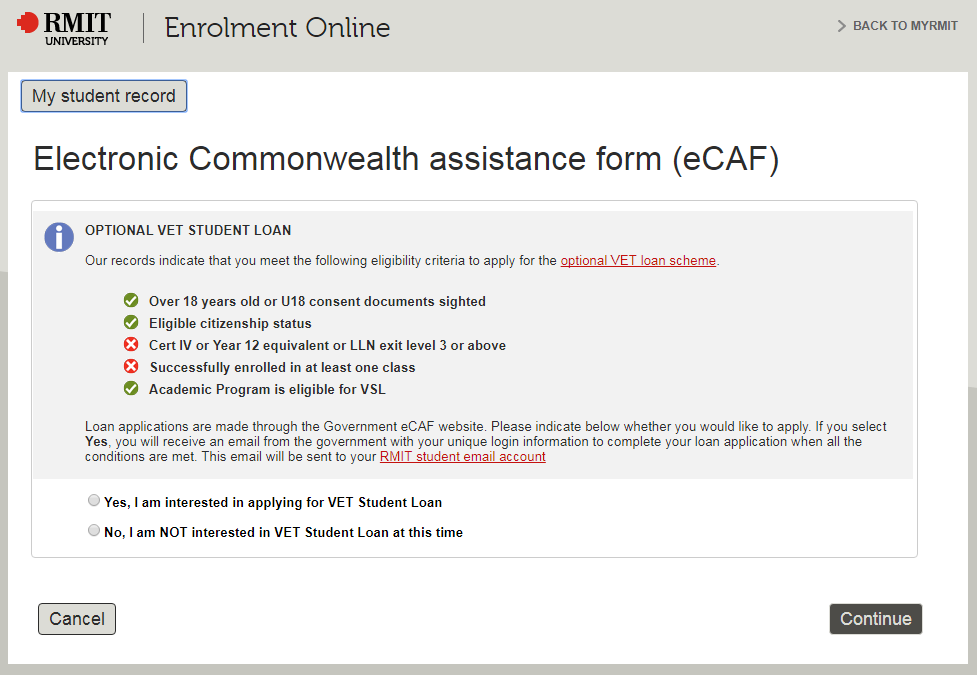 RMIT
UNIVERSITY
Enrolment Online
BACK TO MYRMIT
My student record
Electronic Commonwealth assistance form (eCAF)
OPTIONAL VET STUDENT LOAN
Our records indicate that you meet the following eligibility criteria to apply for the optional VET loan scheme.
Over 18 years old or U18 consent documents sighted
Eligible citizenship status
Cert IV or Year 12 equivalent or LLN exit level 3 or above
Successfully enrolled in at least one class
Academic Program is eligible for VSL
Loan applications are made through the Government eCAF website. Please indicate below whether you would like to apply. If you select
Yes, you will receive an email from the government with your unique login information to complete your loan application when all the
conditions are met. This email will be sent to your RMIT student email account
Yes, I am interested in applying for VET Student Loan
No, I am NOT interested in VET Student Loan at this time
Cancel
Continue